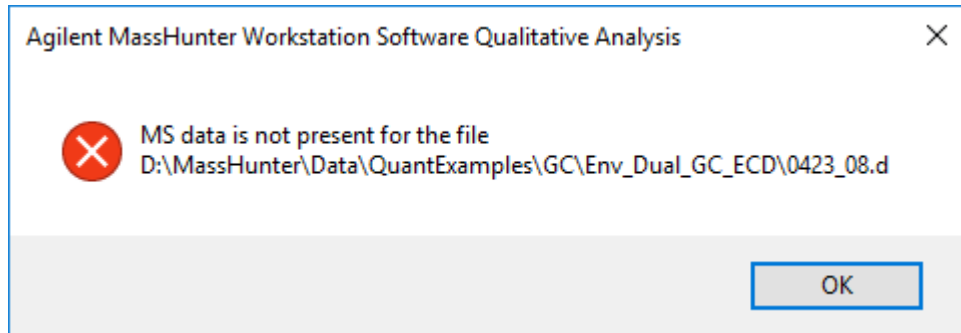 Agilent MassHunter Workstation Software Qualitative Analysis
MS data is not present for the file
D:\MassHunter\Data\QuantExamples\GC\Env_Dual_GC_ECD\0423_08.d
OK